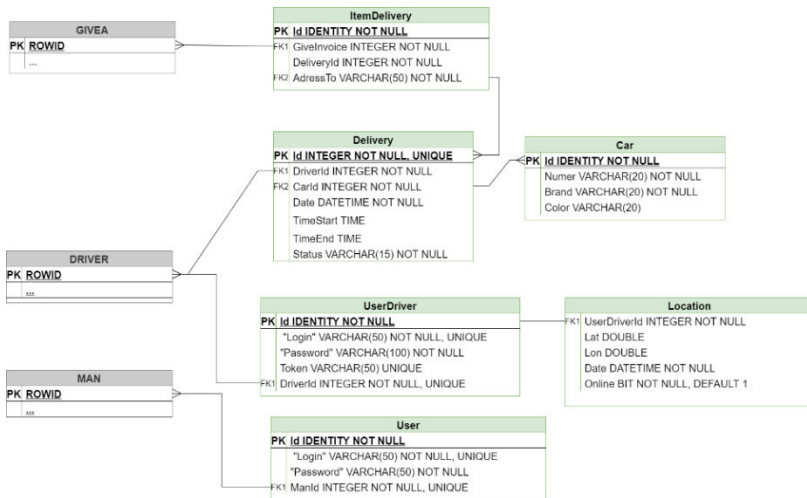 GIVEA
PK ROWID
...
ItemDelivery
PK Id IDENTITY NOT NULL
FK1 GiveInvoice INTEGER NOT NULL
DeliveryId INTEGER NOT NULL
FK2 AdressTo VARCHAR(50) NOT NULL
Delivery
PK Id INTEGER NOT NULL, UNIQUE
FK1 DriverId INTEGER NOT NULL
FK2 CarId INTEGER NOT NULL
Date DATETIME NOT NULL
TimeStart TIME
TimeEnd TIME
Status VARCHAR(15) NOT NULL
Car
PK Id IDENTITY NOT NULL
Numer VARCHAR(20) NOT NULL
Brand VARCHAR(20) NOT NULL
Color VARCHAR(20)
DRIVER
PK ROWID
...
UserDriver
PK Id IDENTITY NOT NULL
"Login" VARCHAR(50) NOT NULL, UNIQUE
"Password" VARCHAR(100) NOT NULL
Token VARCHAR(50) UNIQUE
FK1 DriverId INTEGER NOT NULL, UNIQUE
Location
FK1 UserDriverId INTEGER NOT NULL
Lat DOUBLE
Lon DOUBLE
Date DATETIME NOT NULL
Online BIT NOT NULL, DEFAULT 1
MAN
PK ROWID
...
User
PK Id IDENTITY NOT NULL
"Login" VARCHAR(50) NOT NULL, UNIQUE
"Password" VARCHAR(50) NOT NULL
FK1 ManId INTEGER NOT NULL, UNIQUE